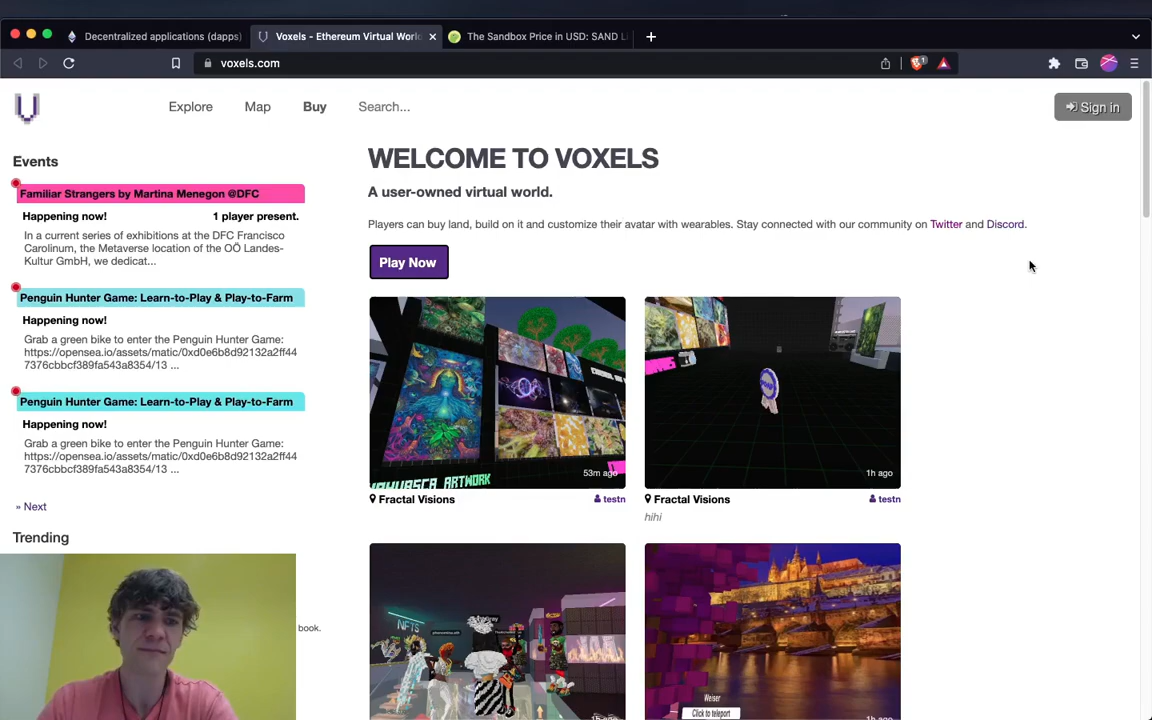 Decentralized applications (dapps)
Voxels - Ethereum Virtual Worl
The Sandbox Price in USD: SAND Li
voxels.com
1
Explore
Map
Buy
Search...
Sign in
Events
Familiar Strangers by Martina Menegon @DFC
Happening now!
1 player present.
In a current series of exhibitions at the DFC Francisco
Carolinum, the Metaverse location of the OÖ Landes-
Kultur GmbH, we dedicat...
Penguin Hunter Game: Learn-to-Play & Play-to-Farm
Happening now!
Grab a green bike to enter the Penguin Hunter Game:
https://opensea.io/assets/matic/0xd0e6b8d92132a2ff44
7376cbbcf389fa543a8354/13 ...
Penguin Hunter Game: Learn-to-Play & Play-to-Farm
Happening now!
Grab a green bike to enter the Penguin Hunter Game:
https://opensea.io/assets/matic/0xd0e6b8d92132a2ff44
7376cbbcf389fa543a8354/13 ...
» Next
Trending
book.
WELCOME TO VOXELS
A user-owned virtual world.
Players can buy land, build on it and customize their avatar with wearables. Stay connected with our community on Twitter and Discord.
Play Now
ARTWORK
53m ago
Fractal Visions
testn
1h ago
Fractal Visions
testn
hihi
NFTS
Weiser
Click to teleport